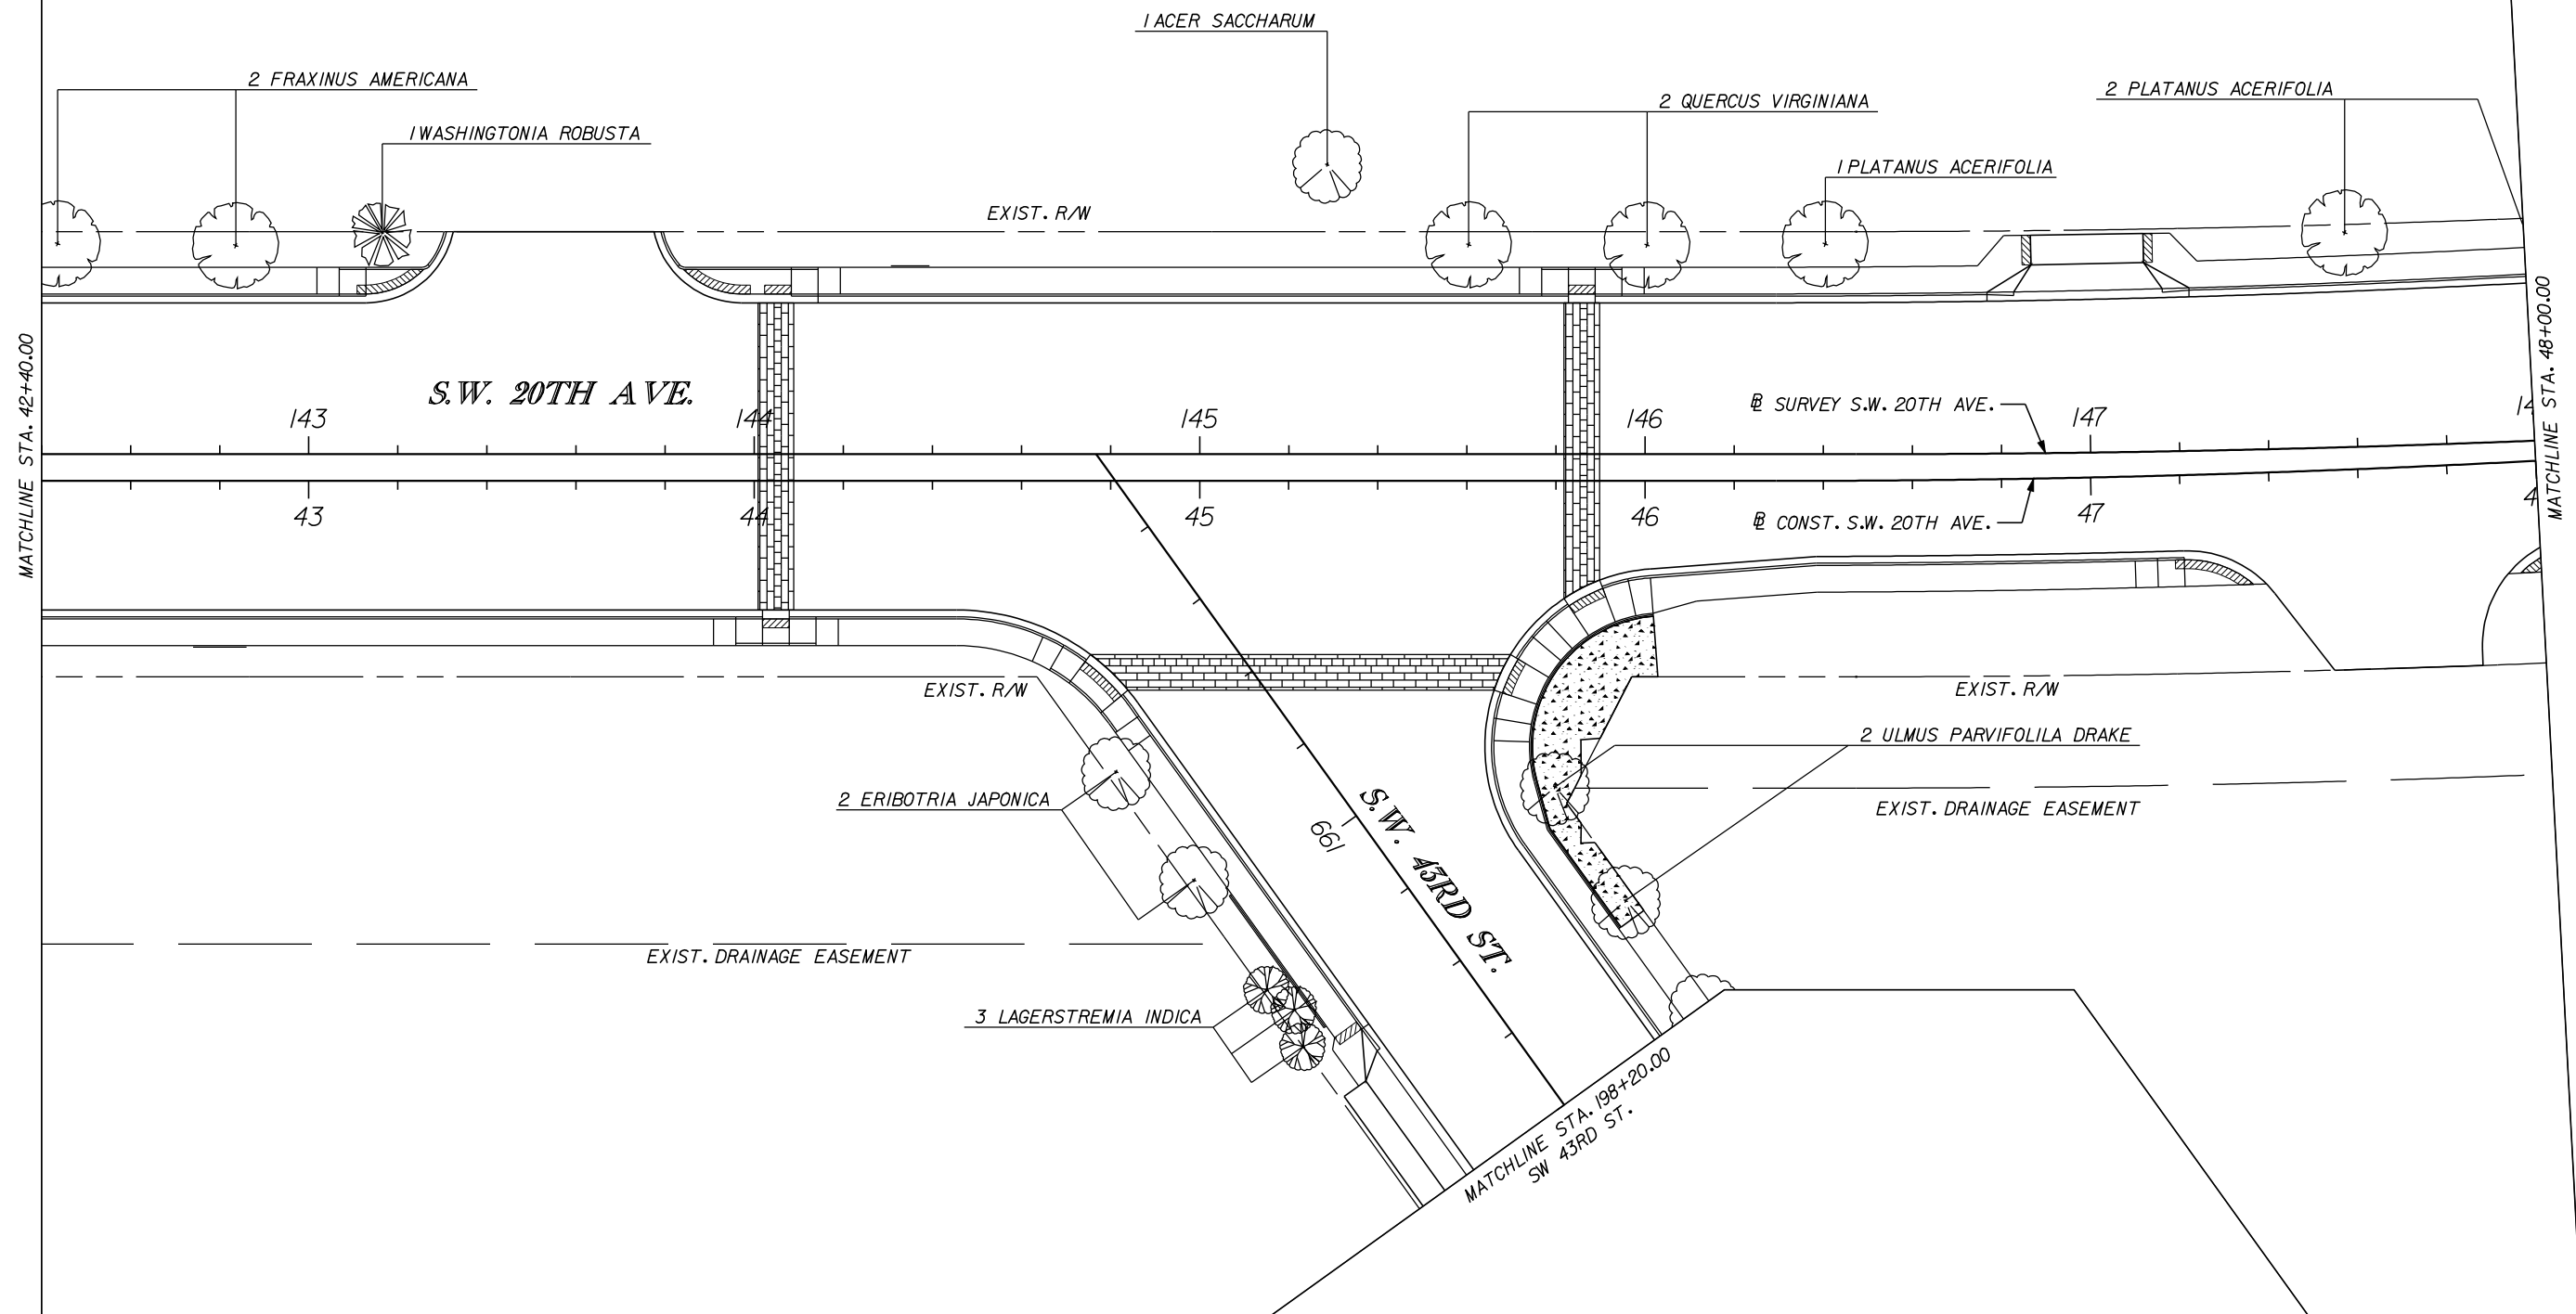 1 ACER SACCHARUM
2 FRAXINUS AMERICANA
2 PLATANUS ACERIFOLIA
2 QUERCUS VIRGINIANA
1 WASHINGTONIA ROBUSTA
1 PLATANUS ACERIFOLIA
EXIST. R/W
MATCHLINE STA. 42+40.00
MATCHLINE STA. 48+00.00
S.W. 20TH AVE.
BL SURVEY S.W. 20TH AVE.
143
144
145
146
147
14
43
44
45
46
47
4
BL CONST. S.W. 20TH AVE.
EXIST. R/W
EXIST. R/W
2 ULMUS PARVIFOLILA DRAKE
2 ERIBOTRIA JAPONICA
EXIST. DRAINAGE EASEMENT
199
S.W. 43RD ST.
EXIST. DRAINAGE EASEMENT
3 LAGERSTREMIA INDICA
MATCHLINE STA. 198+20.00
SW 43RD ST.